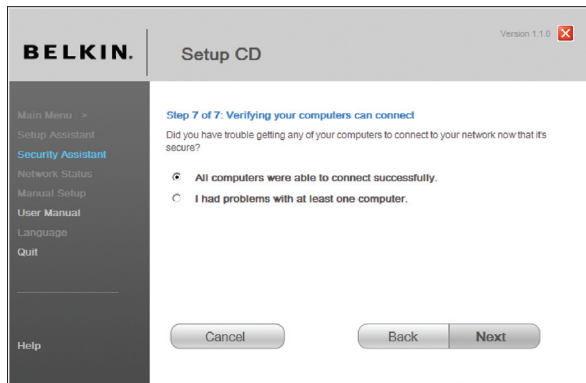 Version 1.1.0
BELKIN.
Setup CD
Main Menu >
Setup Assistant
Security Assistant
Network Status
Manual Setup
User Manual
Language
Quit
Help
Step 7 of 7: Verifying your computers can connect
Did you have trouble getting any of your computers to connect to your network now that it's
secure?
All computers were able to connect successfully.
I had problems with at least one computer.
Cancel
Back
Next